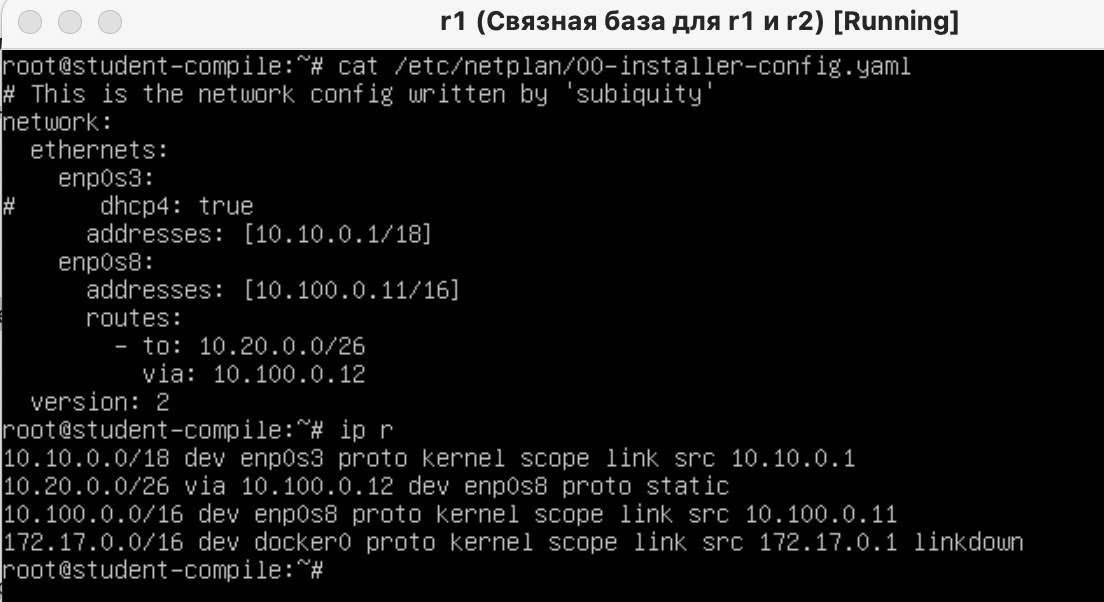 r1 (Связная база для r1 и r2) [Running]
root@student-compile:~# cat /etc/netplan/00-installer-config.yaml
# This is the network config written by 'subiquity'
network:
  ethernets:
    enp0s3:
#      dhcp4: true
      addresses: [10.10.0.1/18]
    enp0s8:
      addresses: [10.100.0.11/16]
      routes:
        - to: 10.20.0.0/26
          via: 10.100.0.12
  version: 2
root@student-compile:~# ip r
10.10.0.0/18 dev enp0s3 proto kernel scope link src 10.10.0.1
10.20.0.0/26 via 10.100.0.12 dev enp0s8 proto static
10.100.0.0/16 dev enp0s8 proto kernel scope link src 10.100.0.11
172.17.0.0/16 dev docker0 proto kernel scope link src 172.17.0.1 linkdown
root@student-compile:~#